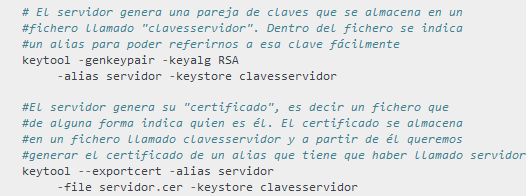 # El servidor genera una pareja de claves que se almacena en un
#fichero llamado "clavesservidor". Dentro del fichero se indica
#un alias para poder referirnos a esa clave fácilmente
keytool -genkeypair -keyalg RSA
-alias servidor -keystore clavesservidor
#El servidor genera su "certificado", es decir un fichero que
#de alguna forma indica quien es él. El certificado se almacena
#en un fichero llamado clavesservidor y a partir de él queremos
#generar el certificado de un alias que tiene que haber llamado servidor
keytool --exportcert -alias servidor
-file servidor.cer -keystore clavesservidor